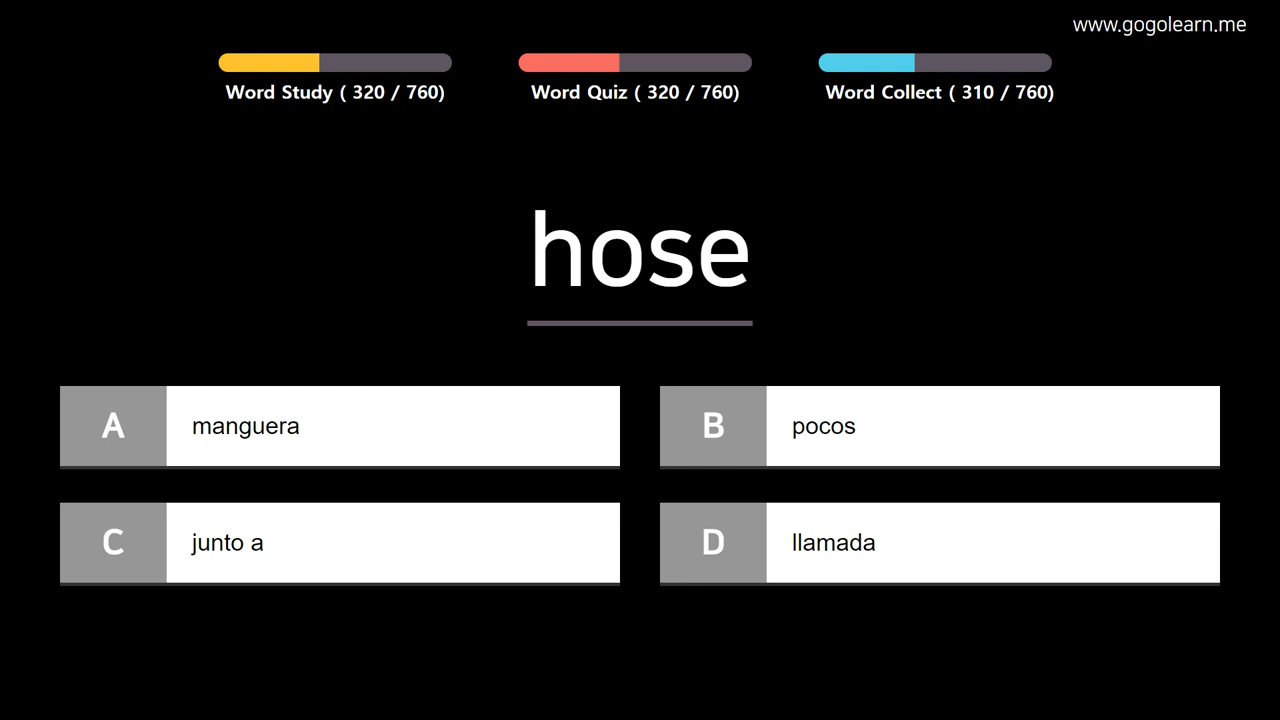 www.gogolearn.me
Word Study ( 320 / 760)
Word Quiz ( 320 / 760)
Word Collect ( 310 / 760)
hose
A manguera
B pocos
C junto a
D llamada